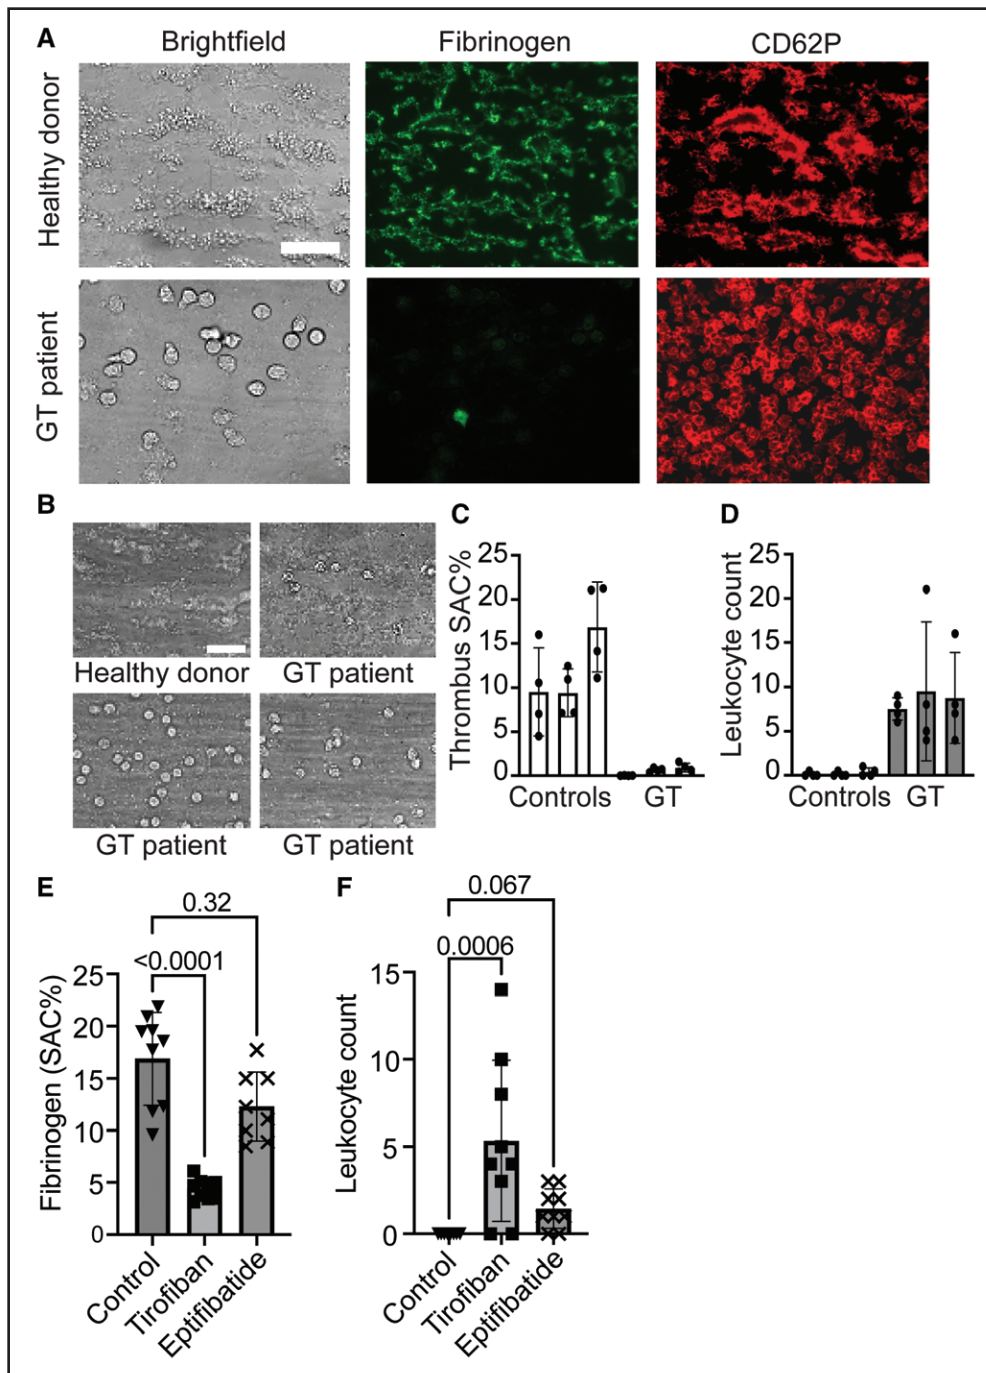 A
Brightfield
Fibrinogen
CD62P
Healthy donor
GT patient
B
Healthy donor
GT patient
GT patient
GT patient
C
Thrombus SAC%
25
20
15
10
5
0
Controls
GT
D
Leukocyte count
25
20
15
10
5
0
Controls
GT
E
0.32
<0.0001
Fibrinogen (SAC%)
25
20
15
10
5
0
Control
Tirofiban
Eptifibatide
F
0.067
0.0006
Leukocyte count
15
10
5
0
Control
Tirofiban
Eptifibatide